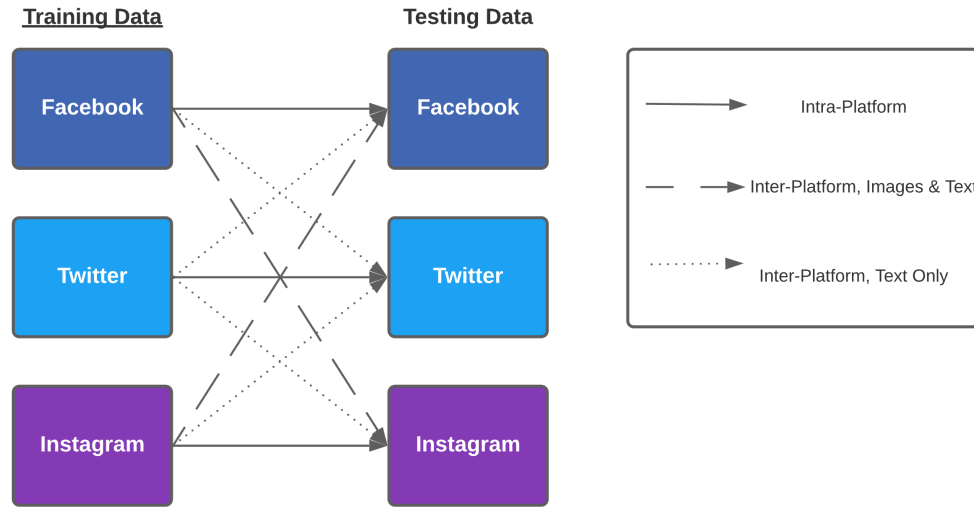 Training Data
Testing Data
Facebook
Facebook
Intra-Platform
Inter-Platform, Images & Text
Twitter
Twitter
Inter-Platform, Text Only
Instagram
Instagram